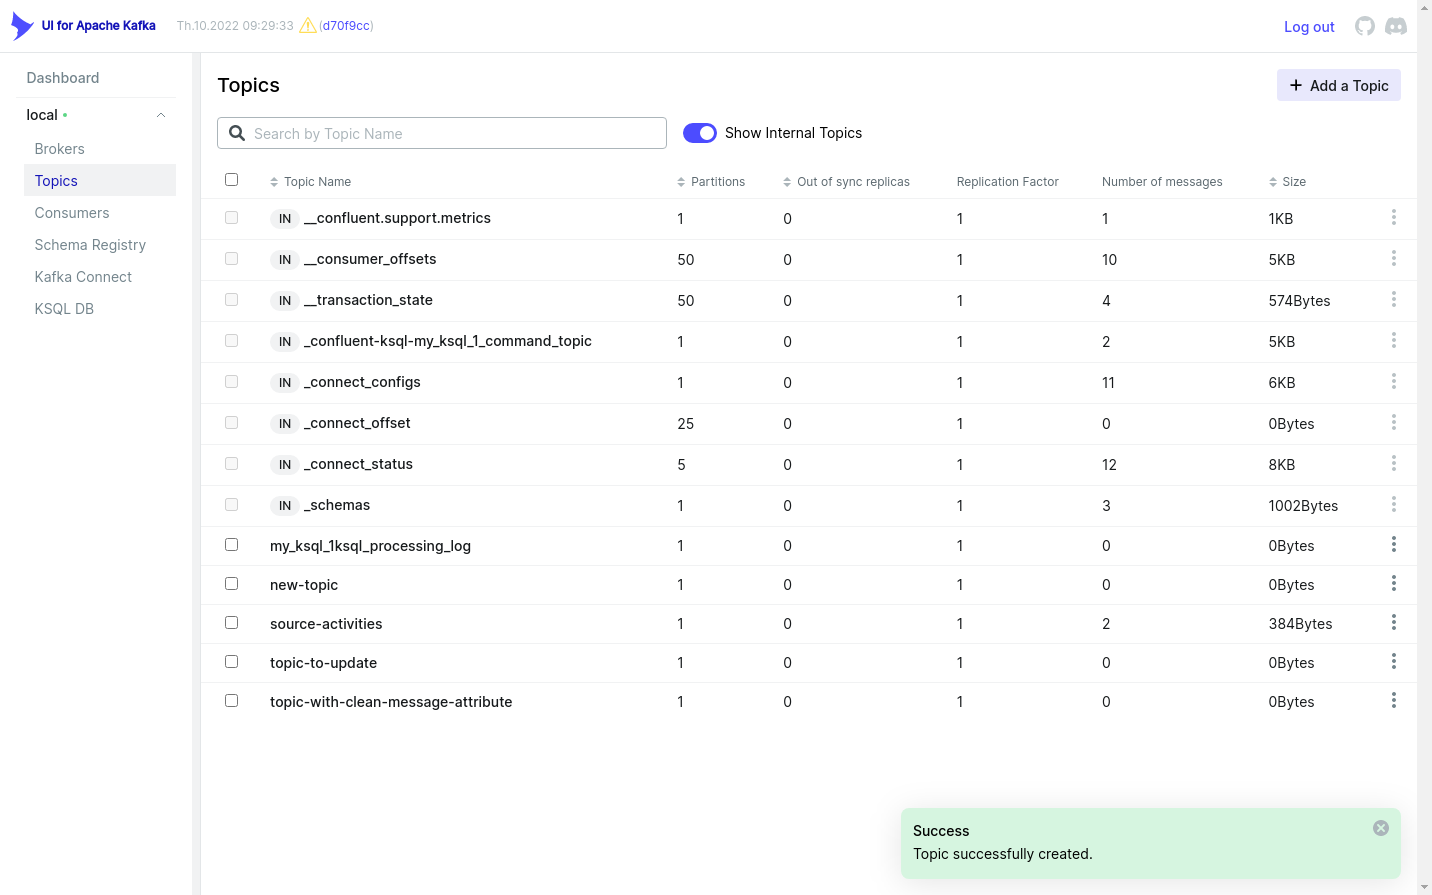 UI for Apache Kafka Th.10.2022 09:29:33 (d70f9cc) Log out
Dashboard
local
Brokers
Topics
Consumers
Schema Registry
Kafka Connect
KSQL DB
Topics
Add a Topic
Search by Topic Name
Show Internal Topics
Topic Name Partitions Out of sync replicas Replication Factor Number of messages Size
IN __confluent.support.metrics 1 0 1 1 1KB
IN __consumer_offsets 50 0 1 10 5KB
IN __transaction_state 50 0 1 4 574Bytes
IN _confluent-ksql-my_ksql_1_command_topic 1 0 1 2 5KB
IN _connect_configs 1 0 1 11 6KB
IN _connect_offset 25 0 1 0 0Bytes
IN _connect_status 5 0 1 12 8KB
IN _schemas 1 0 1 3 1002Bytes
my_ksql_1ksql_processing_log 1 0 1 0 0Bytes
new-topic 1 0 1 0 0Bytes
source-activities 1 0 1 2 384Bytes
topic-to-update 1 0 1 0 0Bytes
topic-with-clean-message-attribute 1 0 1 0 0Bytes
Success
Topic successfully created.